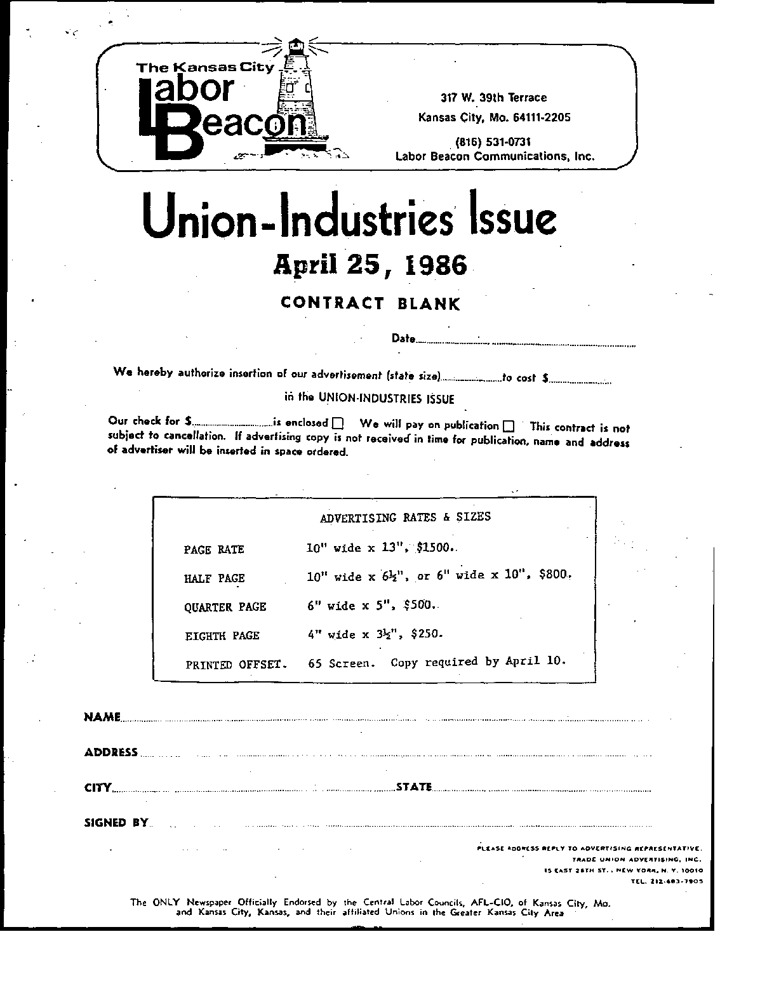 The Kansas City
Labor
Beacon
317 W. 39th Terrace
Kansas City, Mo. 64111-2205
(816) 531-0731
Labor Beacon Communications, Inc.
Union-Industries Issue
April 25, 1986
CONTRACT BLANK
Date
We hereby authorize insertion of our advertisement (state size) to cost $
in the UNION-INDUSTRIES ISSUE
Our check for $ is enclosed □ We will pay on publication □ This contract is not
subject to cancellation. If advertising copy is not received in time for publication, name and address
of advertiser will be inserted in space ordered.
ADVERTISING RATES & SIZES
PAGE RATE 10" wide x 13", $1500.
HALF PAGE 10" wide x 6½", or 6" wide x 10", $800.
QUARTER PAGE 6" wide x 5", $500.
EIGHTH PAGE 4" wide x 3½", $250.
PRINTED OFFSET. 65 Screen. Copy required by April 10.
NAME
ADDRESS
CITY STATE
SIGNED BY
PLEASE ADDRESS REPLY TO ADVERTISING REPRESENTATIVE.
TRADE UNION ADVERTISING, INC.
15 EAST 26TH ST., NEW YORK, N. Y. 10010
TEL. 212-683-7905
The ONLY Newspaper Officially Endorsed by the Central Labor Councils, AFL-CIO, of Kansas City, Mo.
and Kansas City, Kansas, and their affiliated Unions in the Greater Kansas City Area